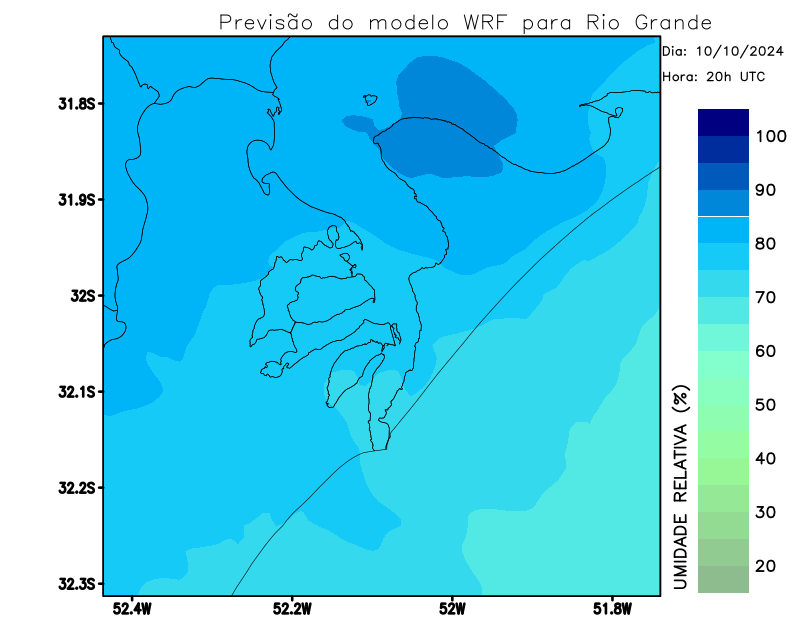 Previsão do modelo WRF para Rio Grande
Dia: 10/10/2024
Hora: 20h UTC
31.8S
31.9S
32S
32.1S
32.2S
32.3S
52.4W
52.2W
52W
51.8W
100
90
80
70
60
50
40
30
20
UMIDADE RELATIVA (%)